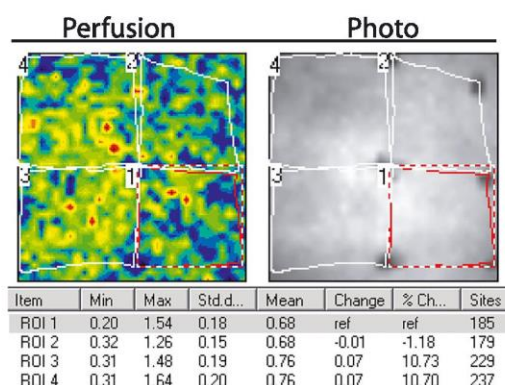 Perfusion Photo
4 2 4 2
3 1 3 1
Item Min Max Std.d... Mean Change % Ch... Sites
ROI 1 0.20 1.54 0.18 0.68 ref ref 185
ROI 2 0.32 1.26 0.15 0.68 -0.01 -1.18 179
ROI 3 0.31 1.48 0.19 0.76 0.07 10.73 229
ROI 4 0.31 1.64 0.20 0.76 0.07 10.70 237